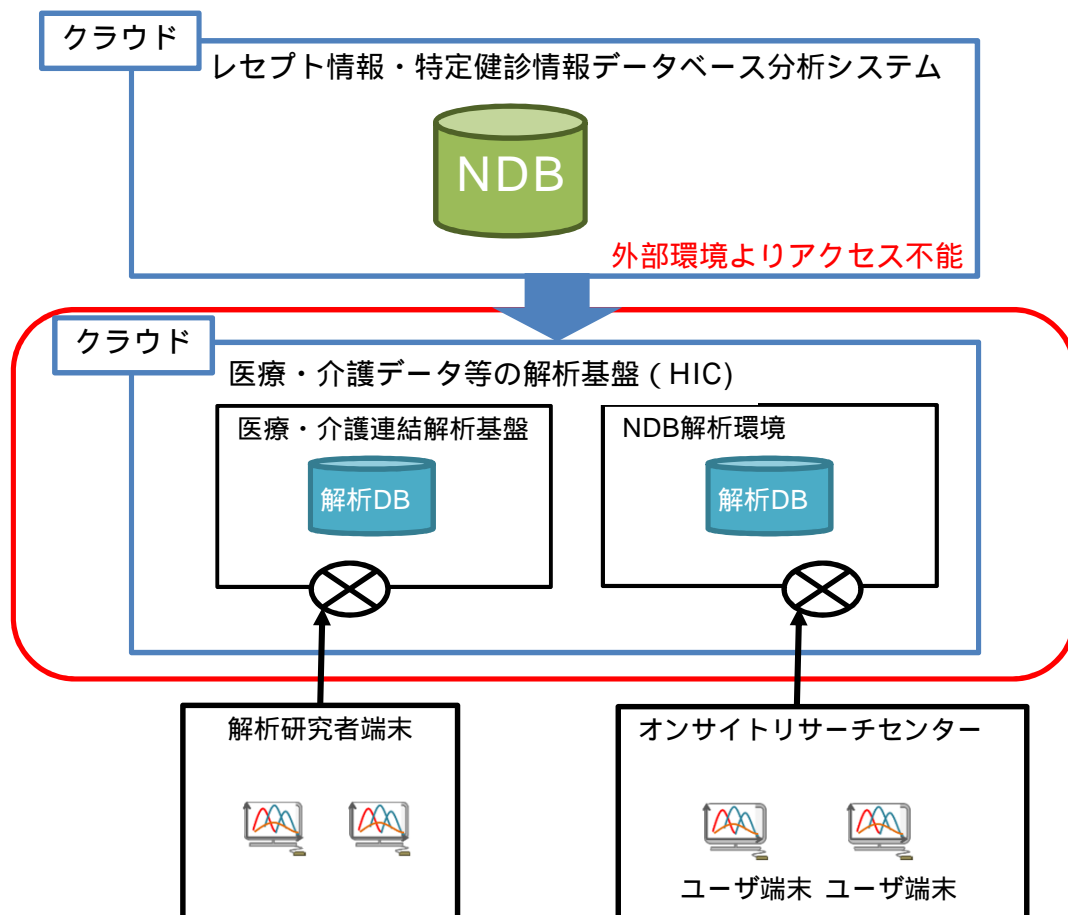 クラウド
レセプト情報・特定健診情報データベース分析システム
NDB
外部環境よりアクセス不能
クラウド
医療・介護データ等の解析基盤（HIC)
医療・介護連結解析基盤
解析DB
NDB解析環境
解析DB
解析研究者端末
オンサイトリサーチセンター
ユーザ端末 ユーザ端末